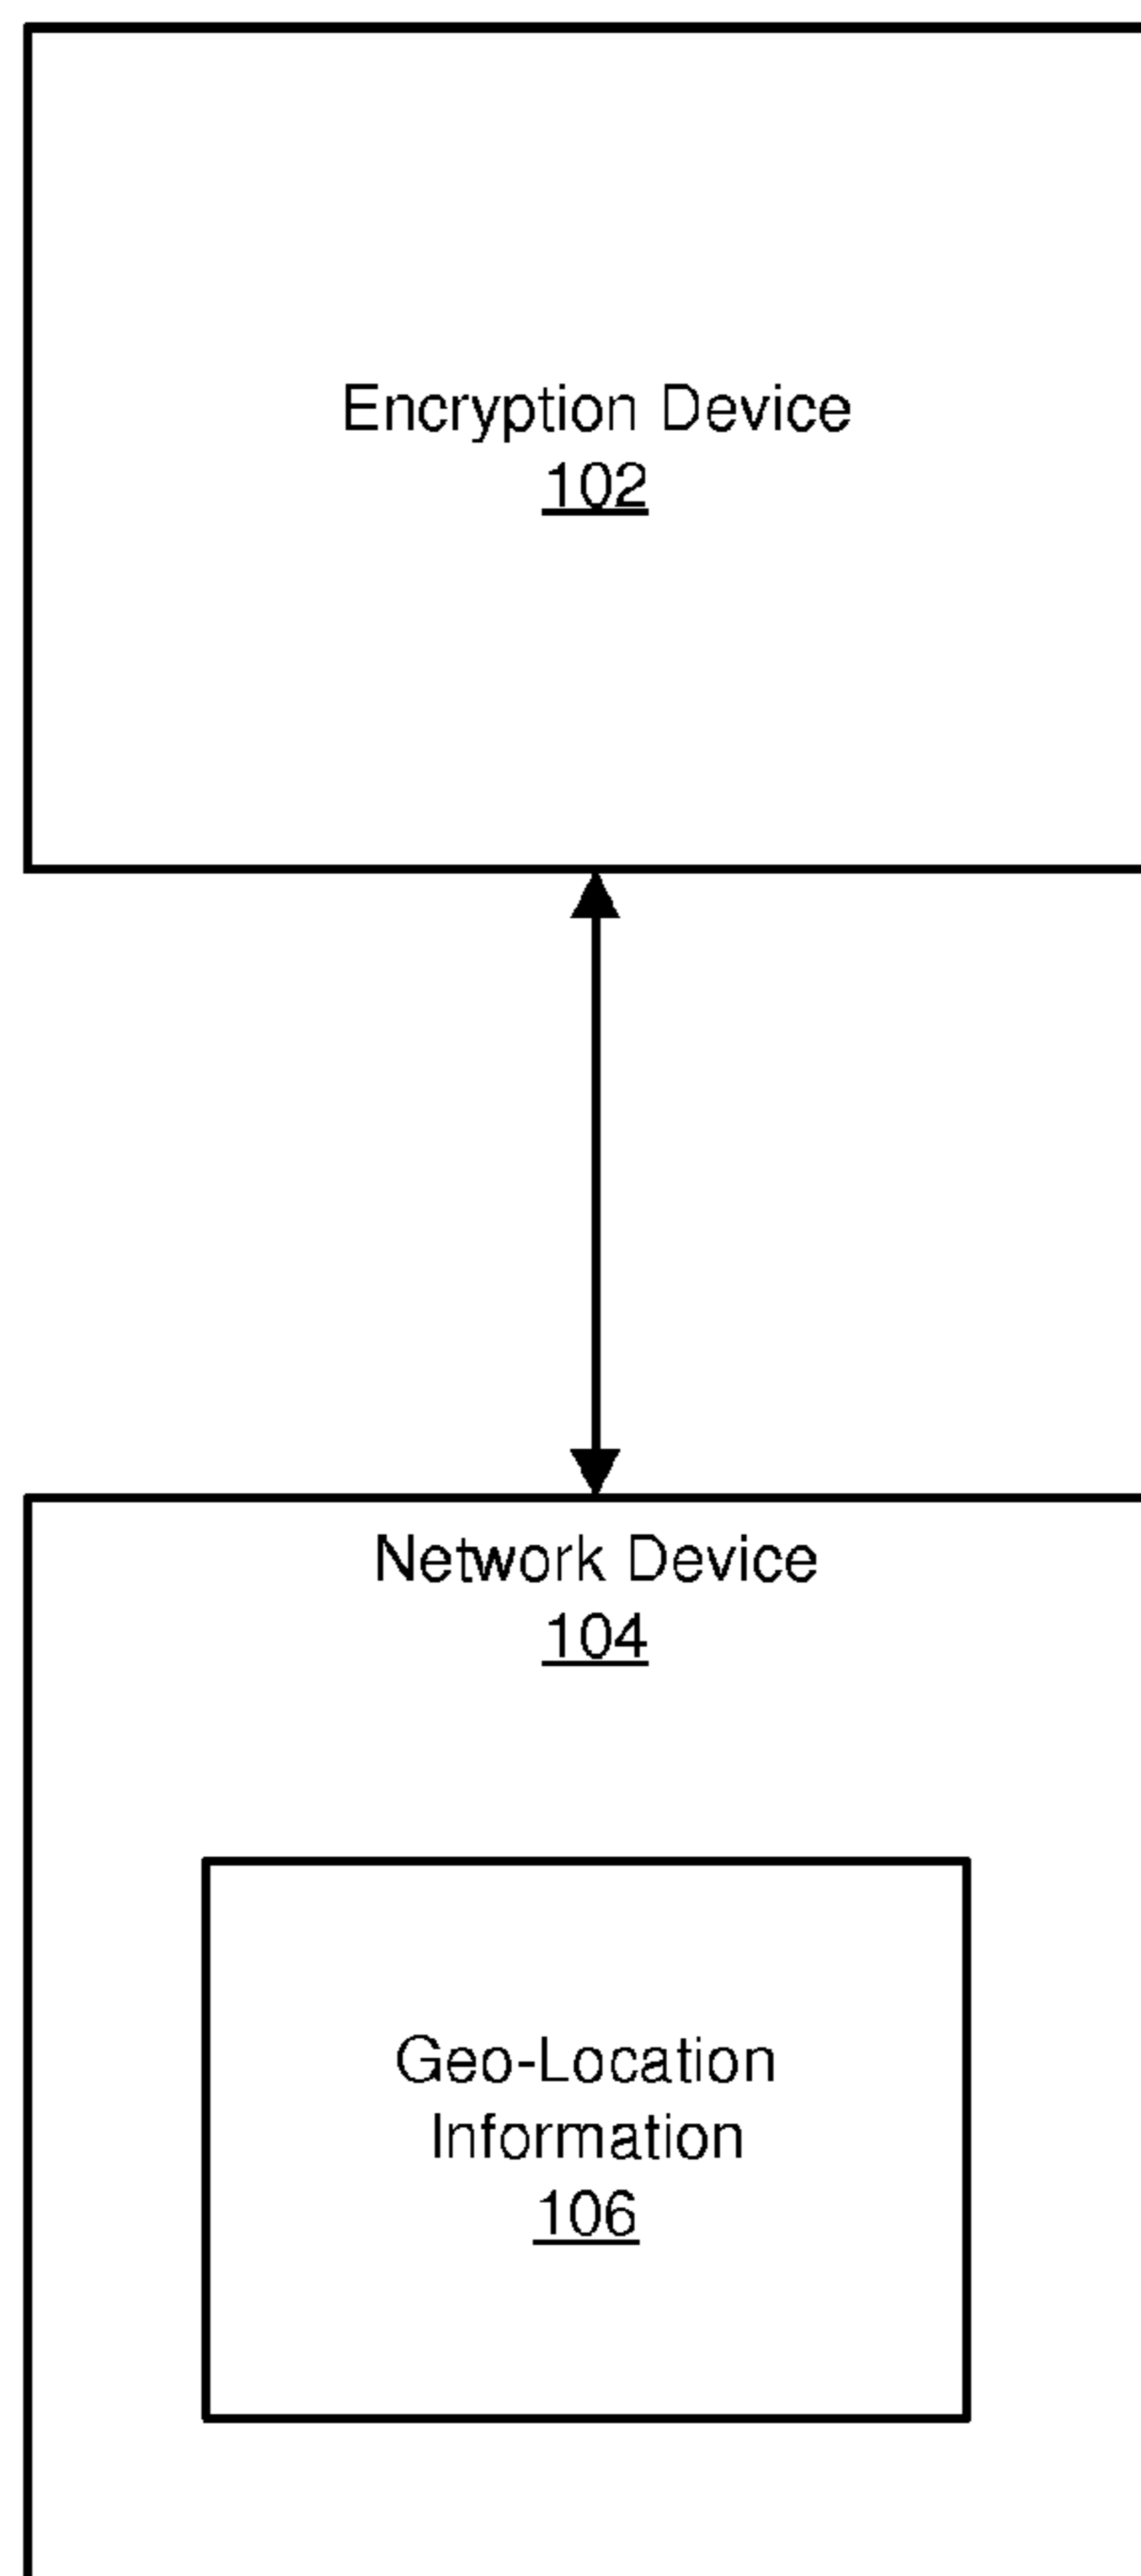 Encryption Device
102
Network Device
104
Geo-Location
Information
106